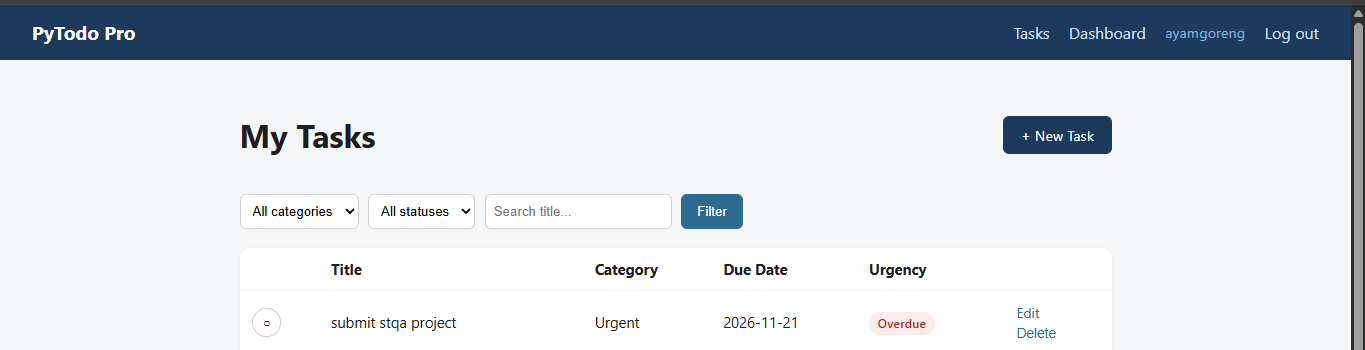 PyTodo Pro
Tasks Dashboard ayamgoreng Log out
My Tasks
+ New Task
All categories All statuses Search title... Filter
Title Category Due Date Urgency
submit stqa project Urgent 2026-11-21 Overdue Edit
Delete